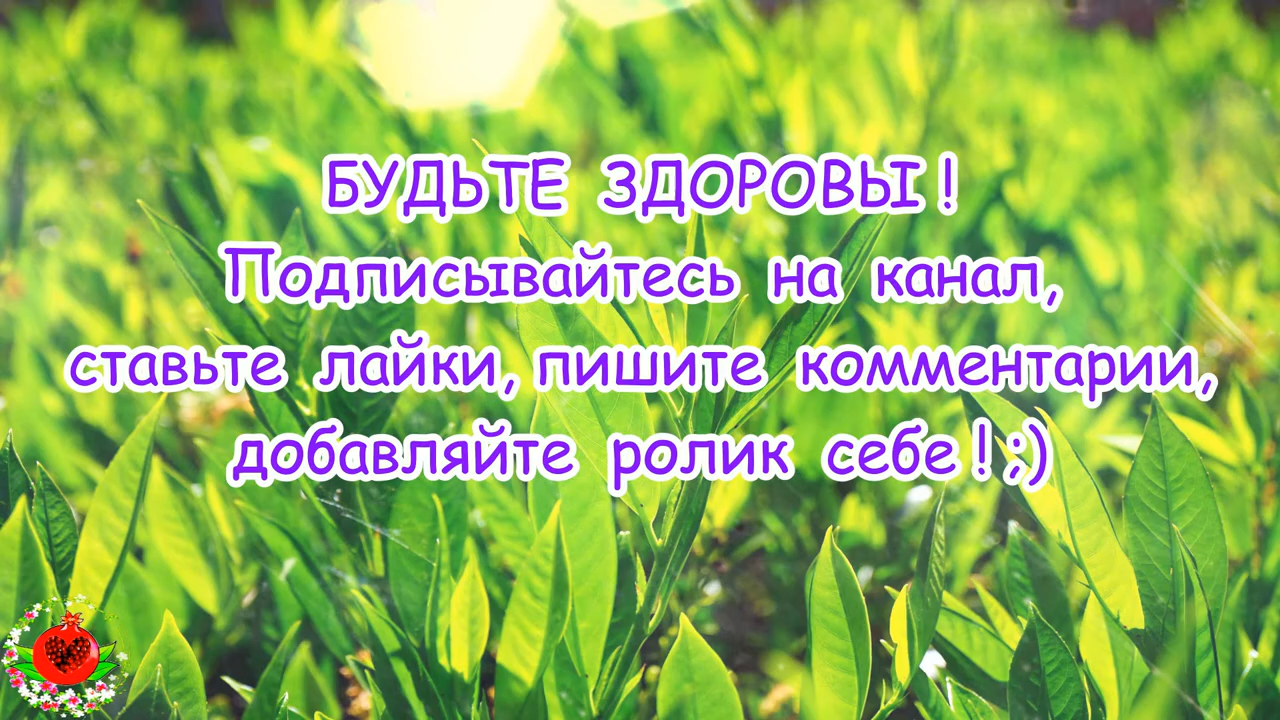 БУДЬТЕ ЗДОРОВЫ!
Подписывайтесь на канал,
ставьте лайки, пишите комментарии,
добавляйте ролик себе! ;)